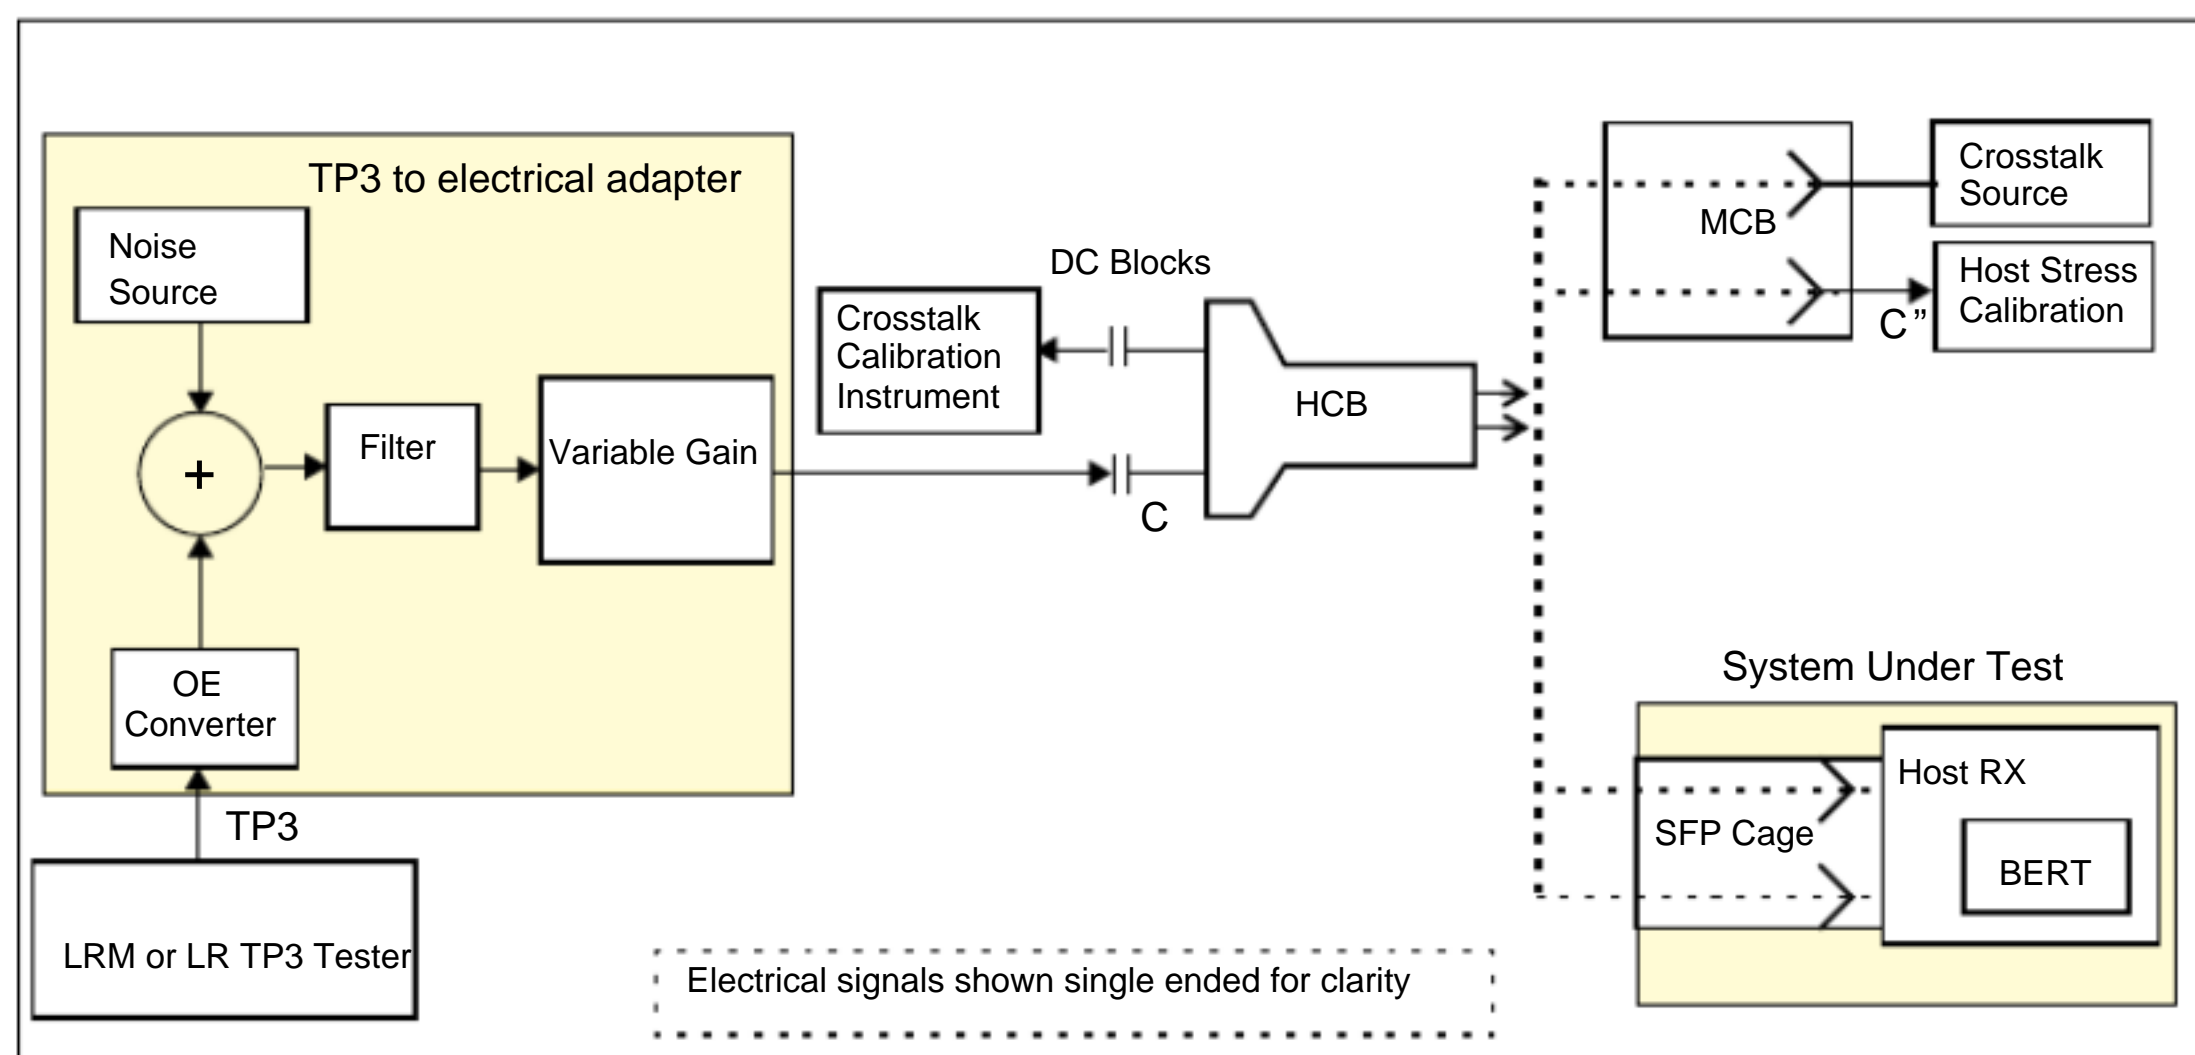 TP3 to electrical adapter
Noise
Source
+
Filter
Variable Gain
OE
Converter
TP3
LRM or LR TP3 Tester
Crosstalk
Calibration
Instrument
DC Blocks
C
HCB
MCB
Crosstalk
Source
C”
Host Stress
Calibration
System Under Test
SFP Cage
Host RX
BERT
Electrical signals shown single ended for clarity